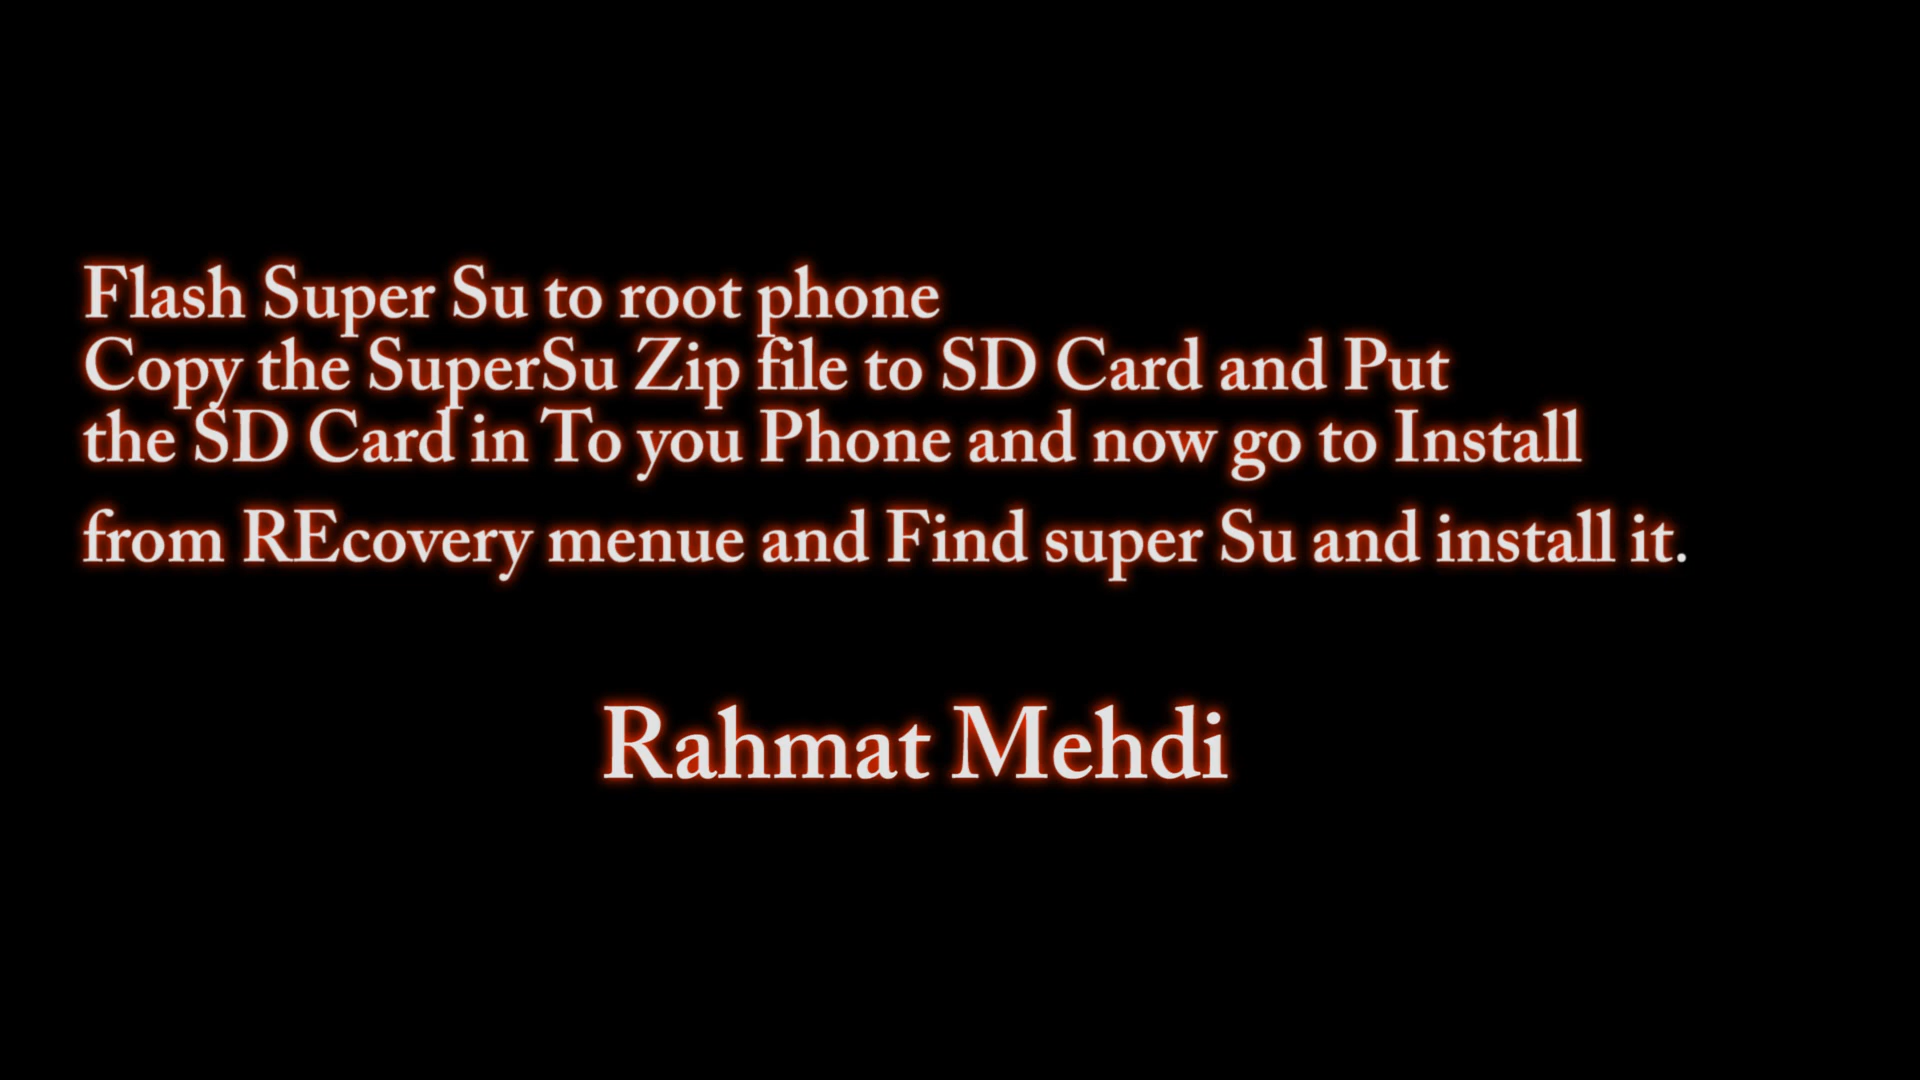 Flash Super Su to root phone
Copy the SuperSu Zip file to SD Card and Put
the SD Card in To you Phone and now go to Install
from REcovery menue and Find super Su and install it.
Rahmat Mehdi